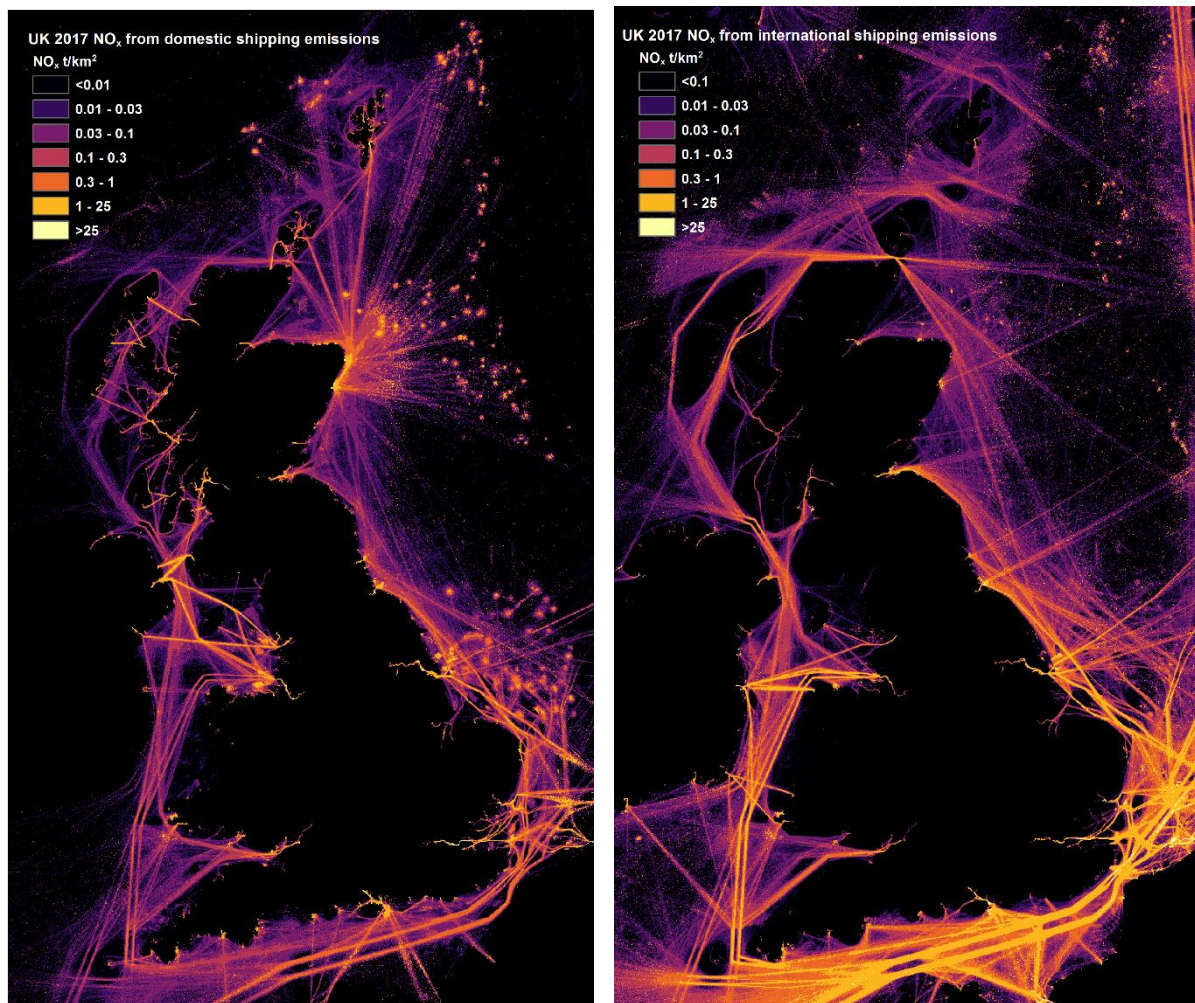 UK 2017 NOₓ from domestic shipping emissions
NOₓ t/km²
<0.01
0.01 - 0.03
0.03 - 0.1
0.1 - 0.3
0.3 - 1
1 - 25
>25
UK 2017 NOₓ from international shipping emissions
NOₓ t/km²
<0.1
0.01 - 0.03
0.03 - 0.1
0.1 - 0.3
0.3 - 1
1 - 25
>25